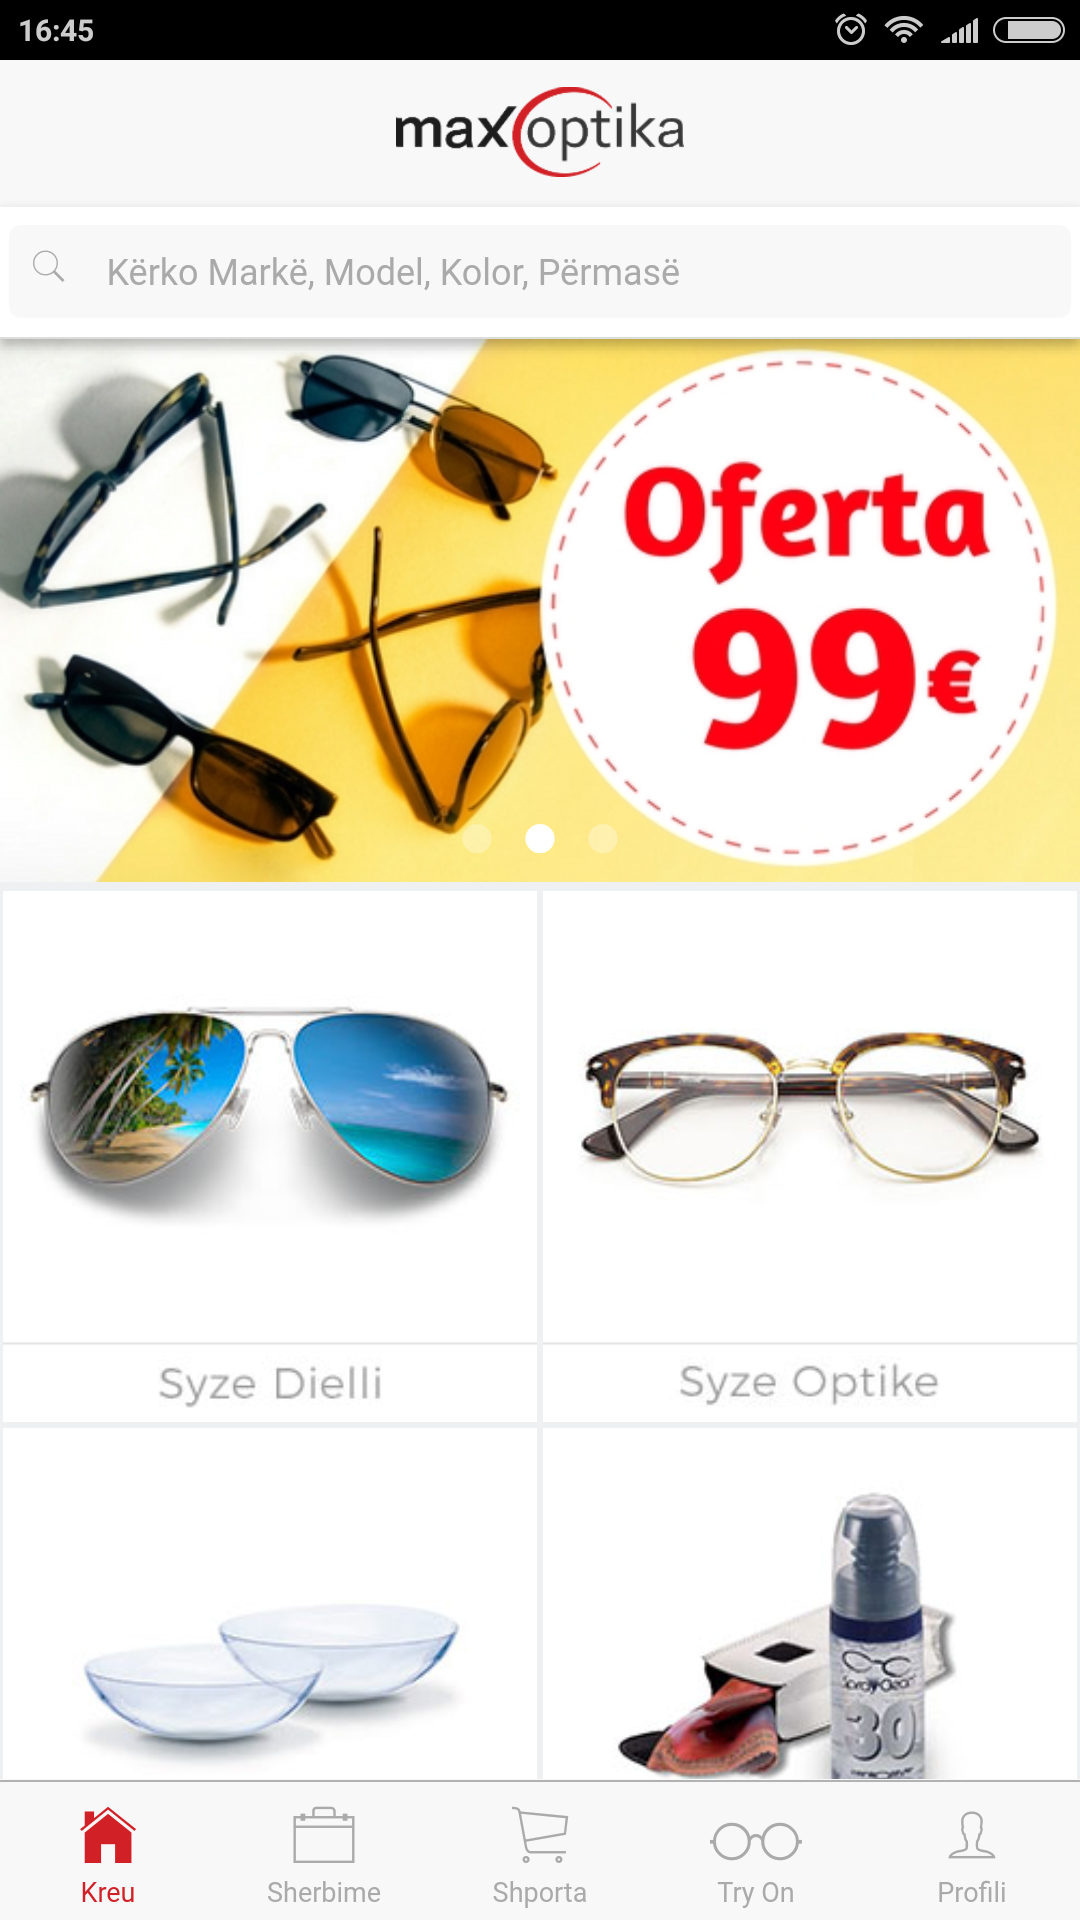 16:45
maxoptika
Kërko Markë, Model, Kolor, Përmasë
Oferta
99€
Syze Dielli
Syze Optike
30
Kreu
Sherbime
Shporta
Try On
Profili